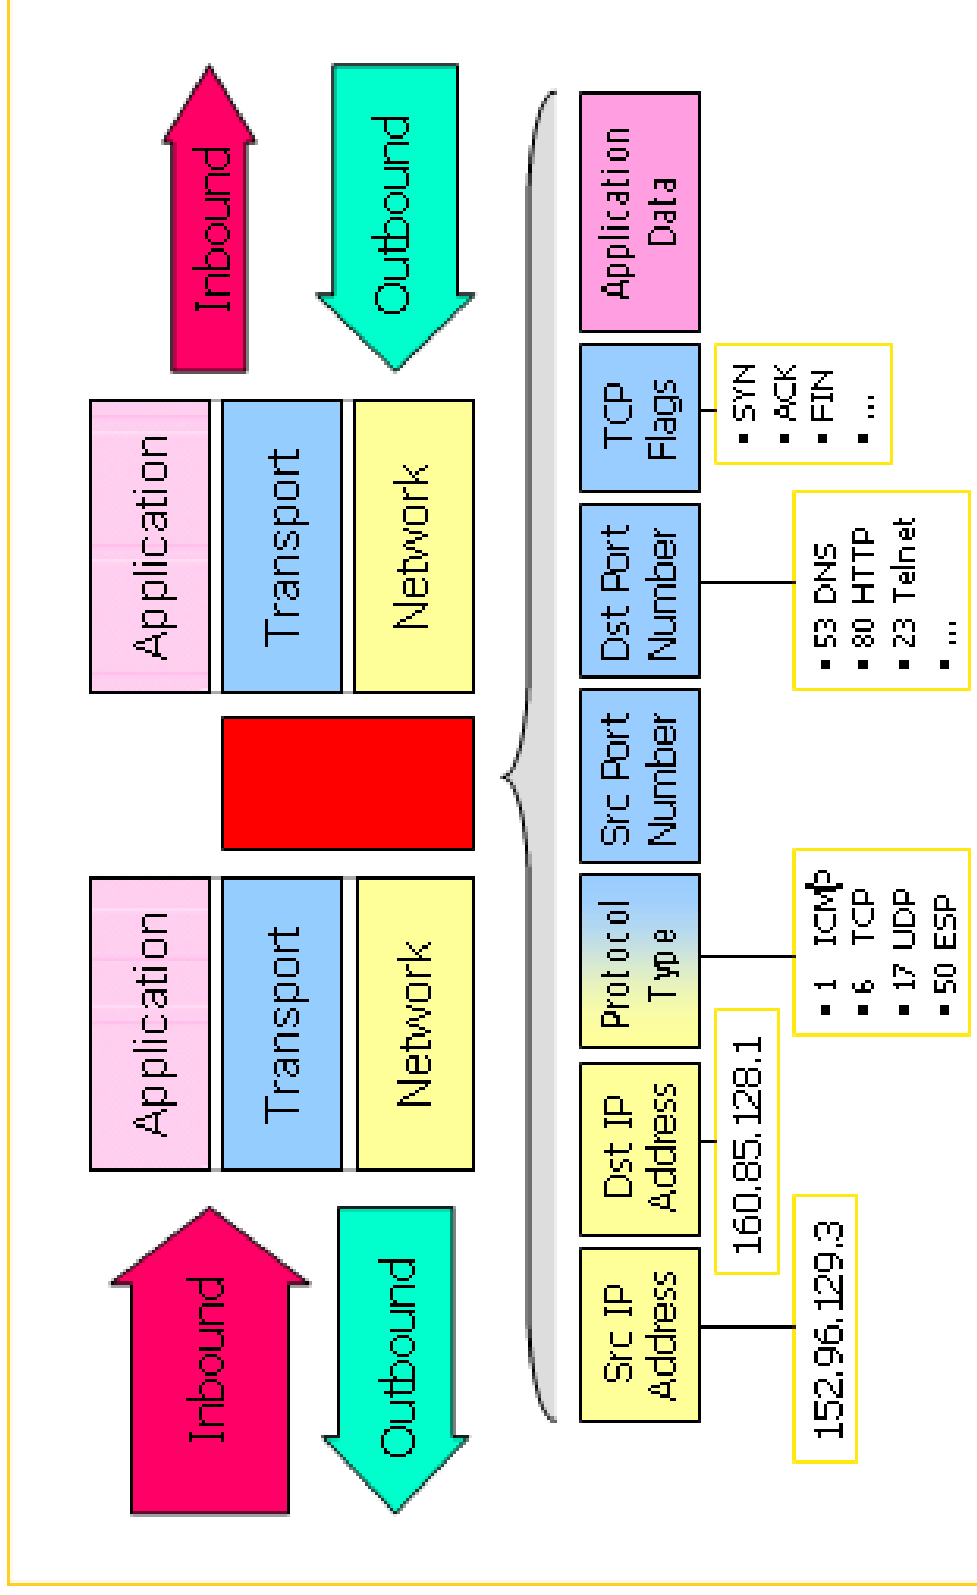 Inbound
Application
Application
Inbound
Transport
Transport
Outbound
Network
Network
Outbound
Src IP
Address
Dst IP
Address
Protocol
Type
Src Port
Number
Dst Port
Number
TCP
Flags
Application
Data
152.96.129.3
160.85.128.1
▪ 1 ICMP
▪ 6 TCP
▪ 17 UDP
▪ 50 ESP
▪ 53 DNS
▪ 80 HTTP
▪ 23 Telnet
▪ ...
▪ SYN
▪ ACK
▪ FIN
▪ ...